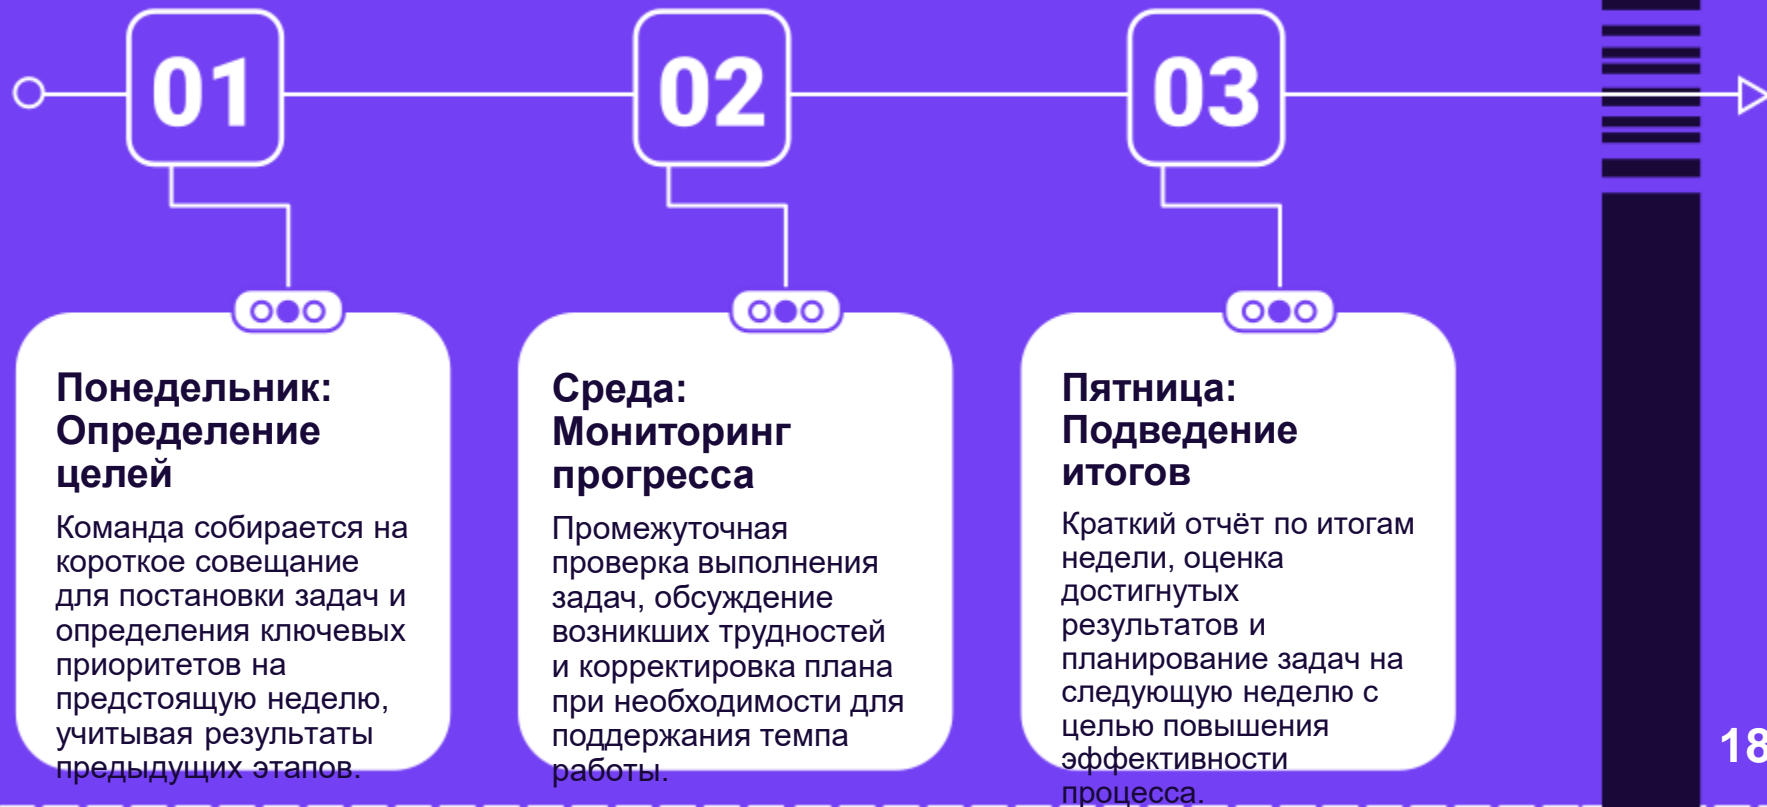 01
02
03
Понедельник:
Определение
целей
Команда собирается на
короткое совещание
для постановки задач и
определения ключевых
приоритетов на
предстоящую неделю,
учитывая результаты
предыдущих этапов.
Среда:
Мониторинг
прогресса
Промежуточная
проверка выполнения
задач, обсуждение
возникших трудностей
и корректировка плана
при необходимости для
поддержания темпа
работы.
Пятница:
Подведение
итогов
Краткий отчёт по итогам
недели, оценка
достигнутых
результатов и
планирование задач на
следующую неделю с
целью повышения
эффективности
процесса.
18